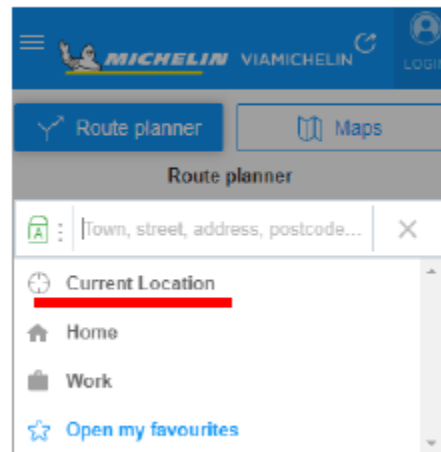 MICHELIN VIAMICHELIN
LOGIN
Route planner Maps
Route planner
A Town, street, address, postcode...
Current Location
Home
Work
Open my favourites